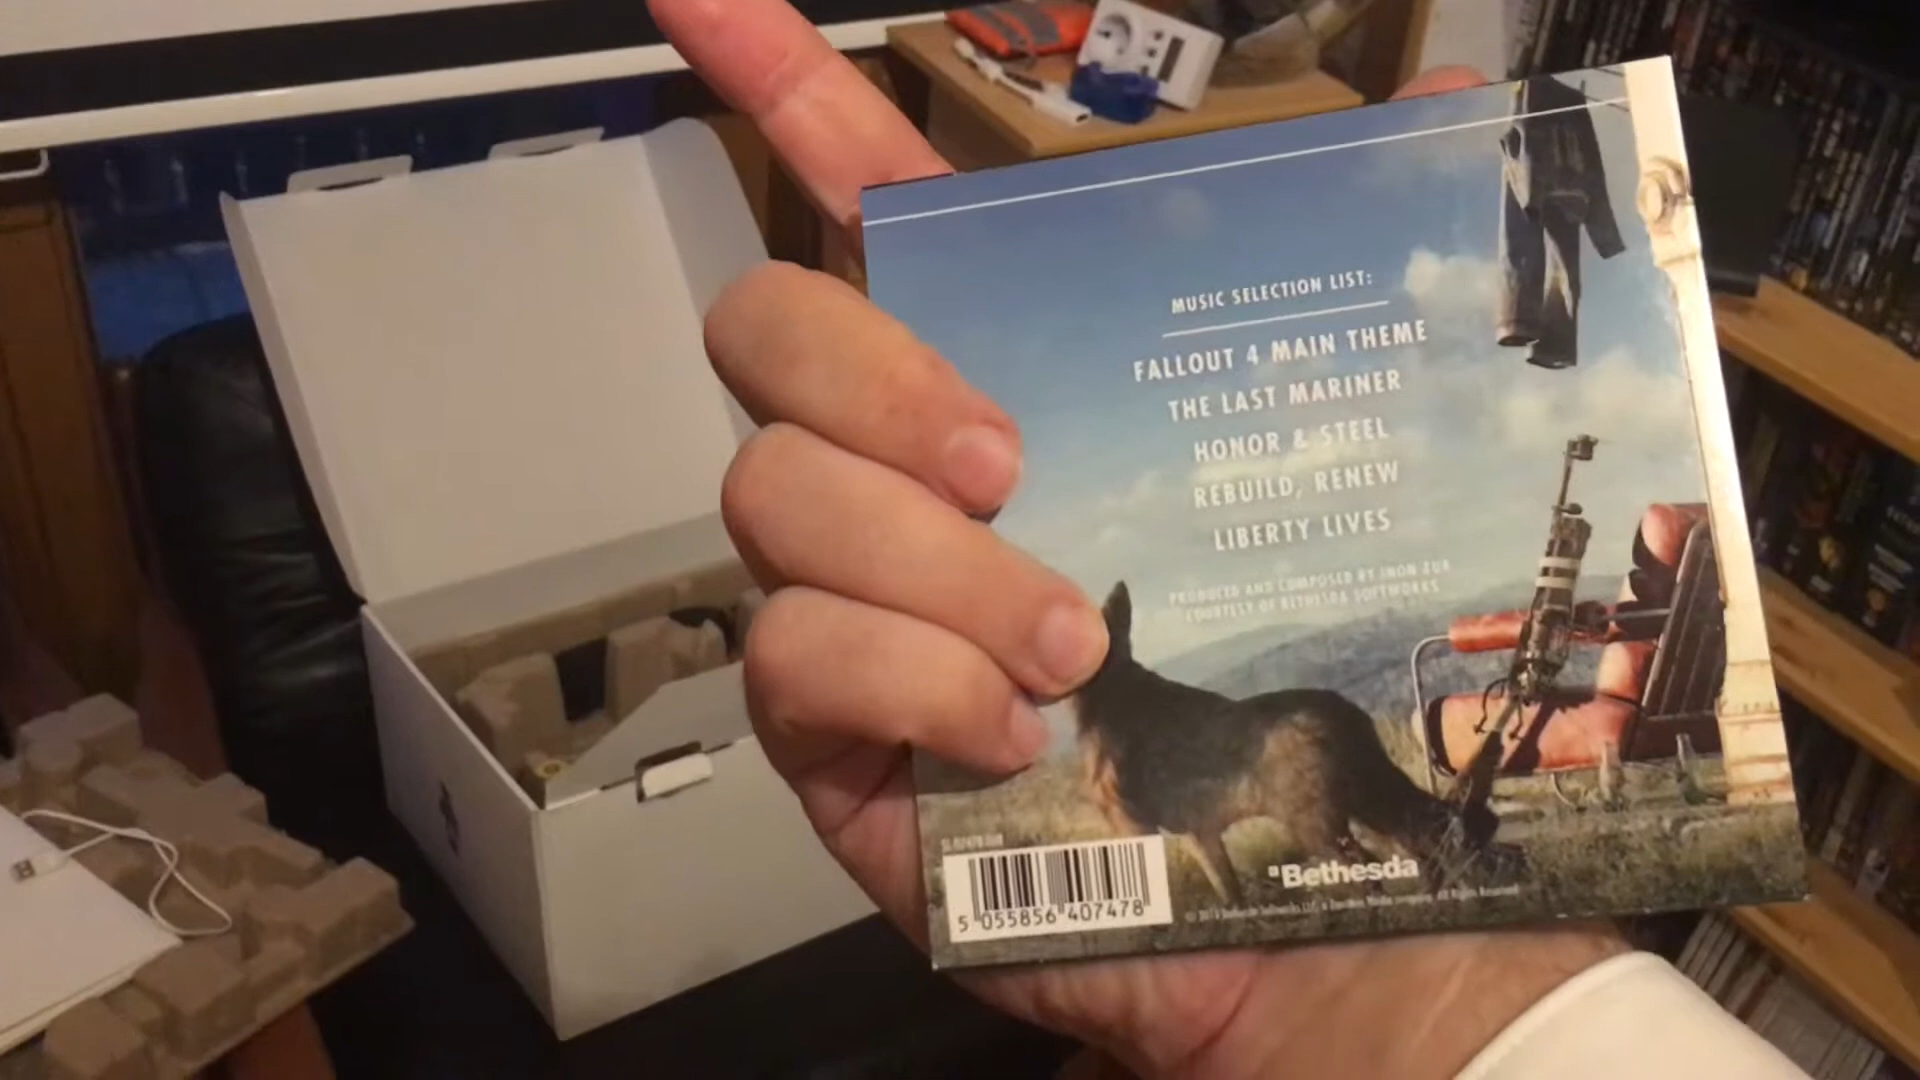 MUSIC SELECTION LIST:
FALLOUT 4 MAIN THEME
THE LAST MARINER
HONOR & STEEL
REBUILD, RENEW
LIBERTY LIVES
PRODUCED AND COMPOSED BY INON ZUR
COURTESY OF BETHESDA SOFTWORKS
Bethesda
5 055856 407478